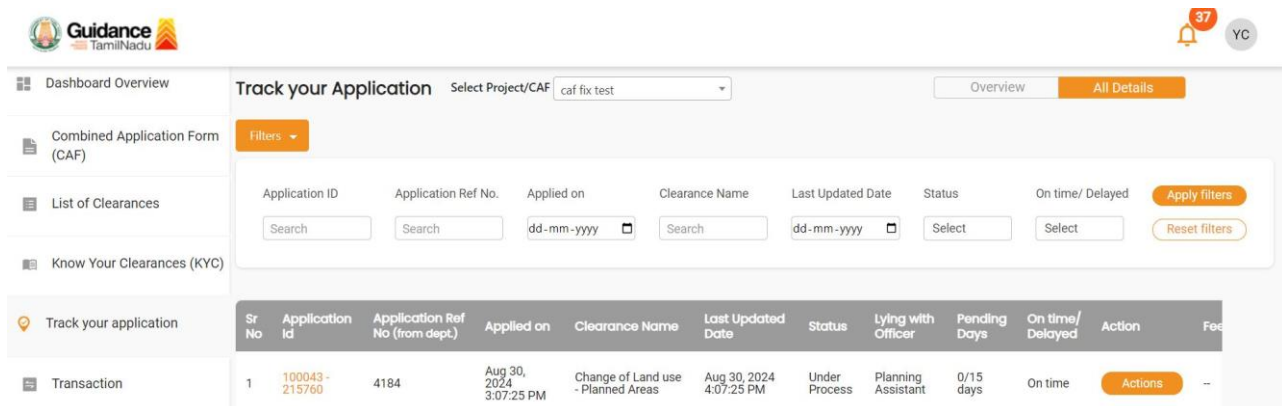 Guidance
TamilNadu
37
YC
Dashboard Overview
Combined Application Form
(CAF)
List of Clearances
Know Your Clearances (KYC)
Track your application
Transaction
Track your Application Select Project/CAF caf fix test
Overview All Details
Filters
Application ID Application Ref No. Applied on Clearance Name Last Updated Date Status On time/ Delayed Apply filters
Search Search dd-mm-yyyy Search dd-mm-yyyy Select Select Reset filters
Sr No Application Id Application Ref No (from dept.) Applied on Clearance Name Last Updated Date Status Lying with Officer Pending Days On time/ Delayed Action Fee
1 100043 - 215760 4184 Aug 30, 2024 3:07:25 PM Change of Land use - Planned Areas Aug 30, 2024 4:07:25 PM Under Process Planning Assistant 0/15 days On time Actions --